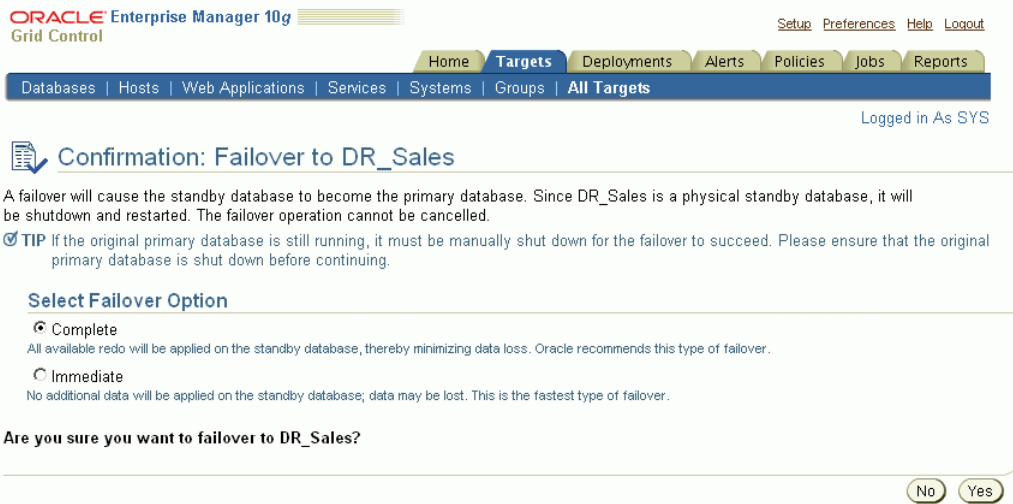 ORACLE Enterprise Manager 10g
Grid Control
Setup Preferences Help Logout
Home Targets Deployments Alerts Policies Jobs Reports
Databases | Hosts | Web Applications | Services | Systems | Groups | All Targets
Logged in As SYS
Confirmation: Failover to DR_Sales
A failover will cause the standby database to become the primary database. Since DR_Sales is a physical standby database, it will
be shutdown and restarted. The failover operation cannot be cancelled.
TIP If the original primary database is still running, it must be manually shut down for the failover to succeed. Please ensure that the original
primary database is shut down before continuing.
Select Failover Option
Complete
All available redo will be applied on the standby database, thereby minimizing data loss. Oracle recommends this type of failover.
Immediate
No additional data will be applied on the standby database; data may be lost. This is the fastest type of failover.
Are you sure you want to failover to DR_Sales?
No Yes